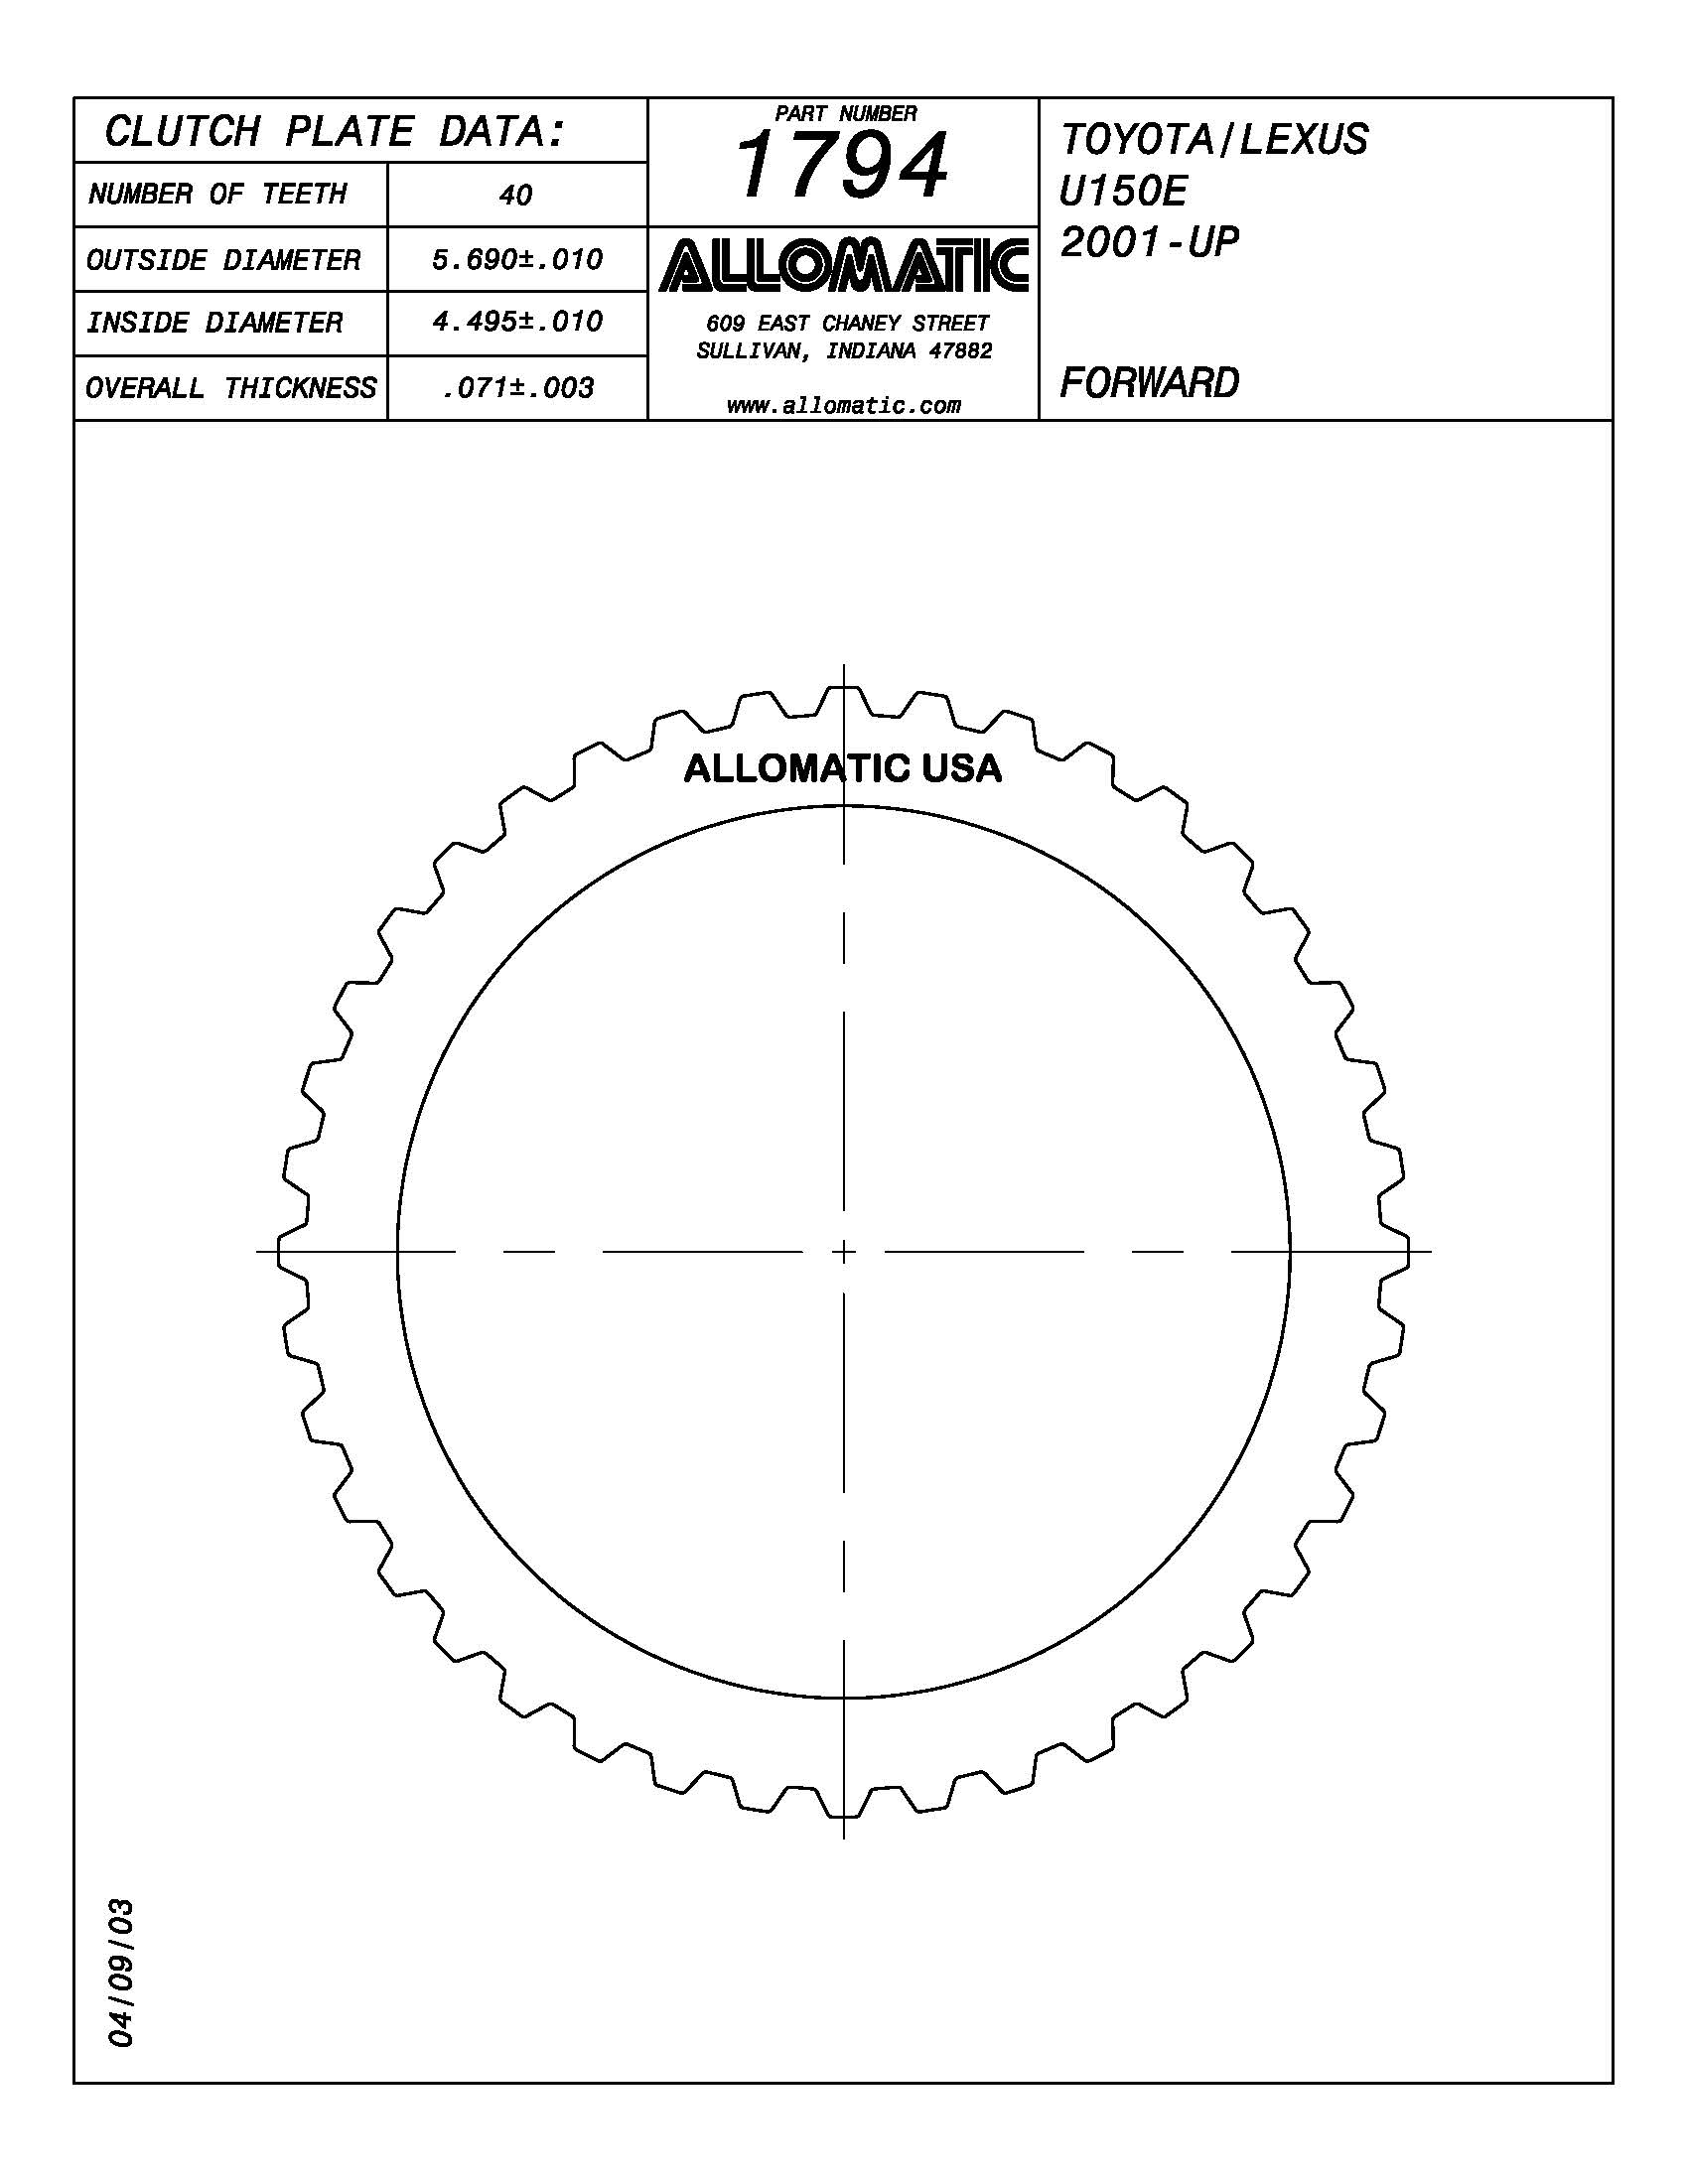 CLUTCH PLATE DATA:
NUMBER OF TEETH 40
OUTSIDE DIAMETER 5.690±.010
INSIDE DIAMETER 4.495±.010
OVERALL THICKNESS .071±.003
PART NUMBER
1794
ALLOMATIC
609 EAST CHANEY STREET
SULLIVAN, INDIANA 47882
www.allomatic.com
TOYOTA/LEXUS
U150E
2001-UP
FORWARD
ALLOMATIC USA
04/09/03